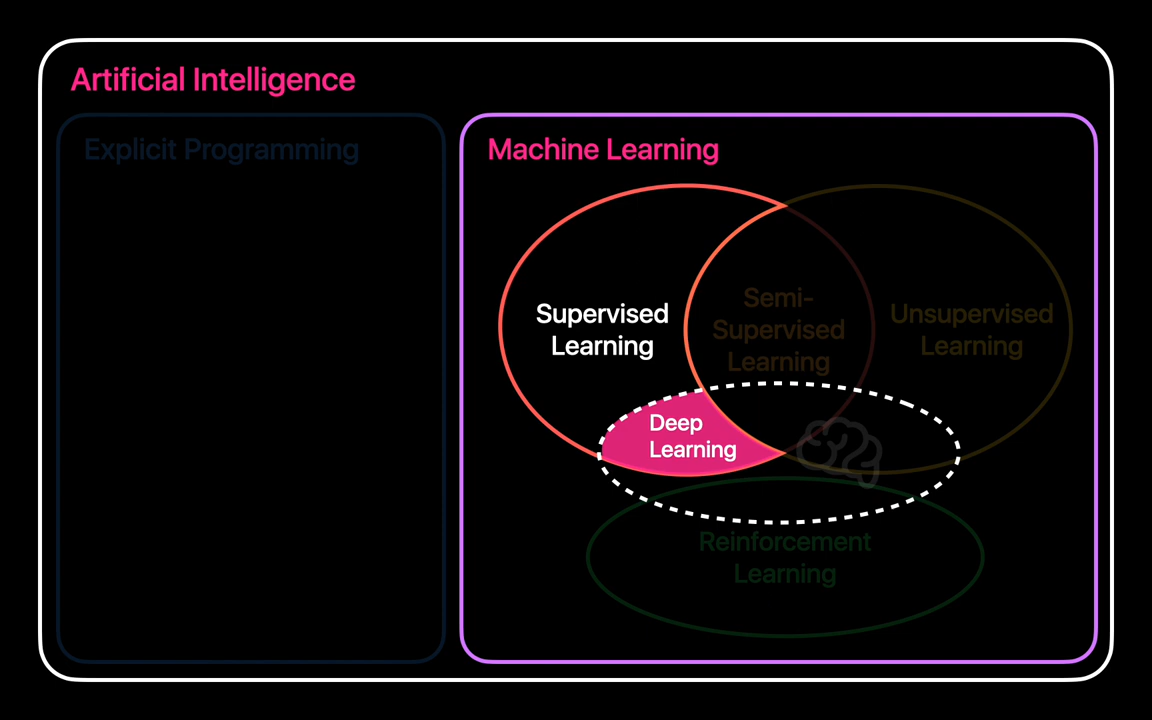 Artificial Intelligence
Explicit Programming
Machine Learning
Supervised
Learning
Semi-
Supervised
Learning
Unsupervised
Learning
Deep
Learning
Reinforcement
Learning